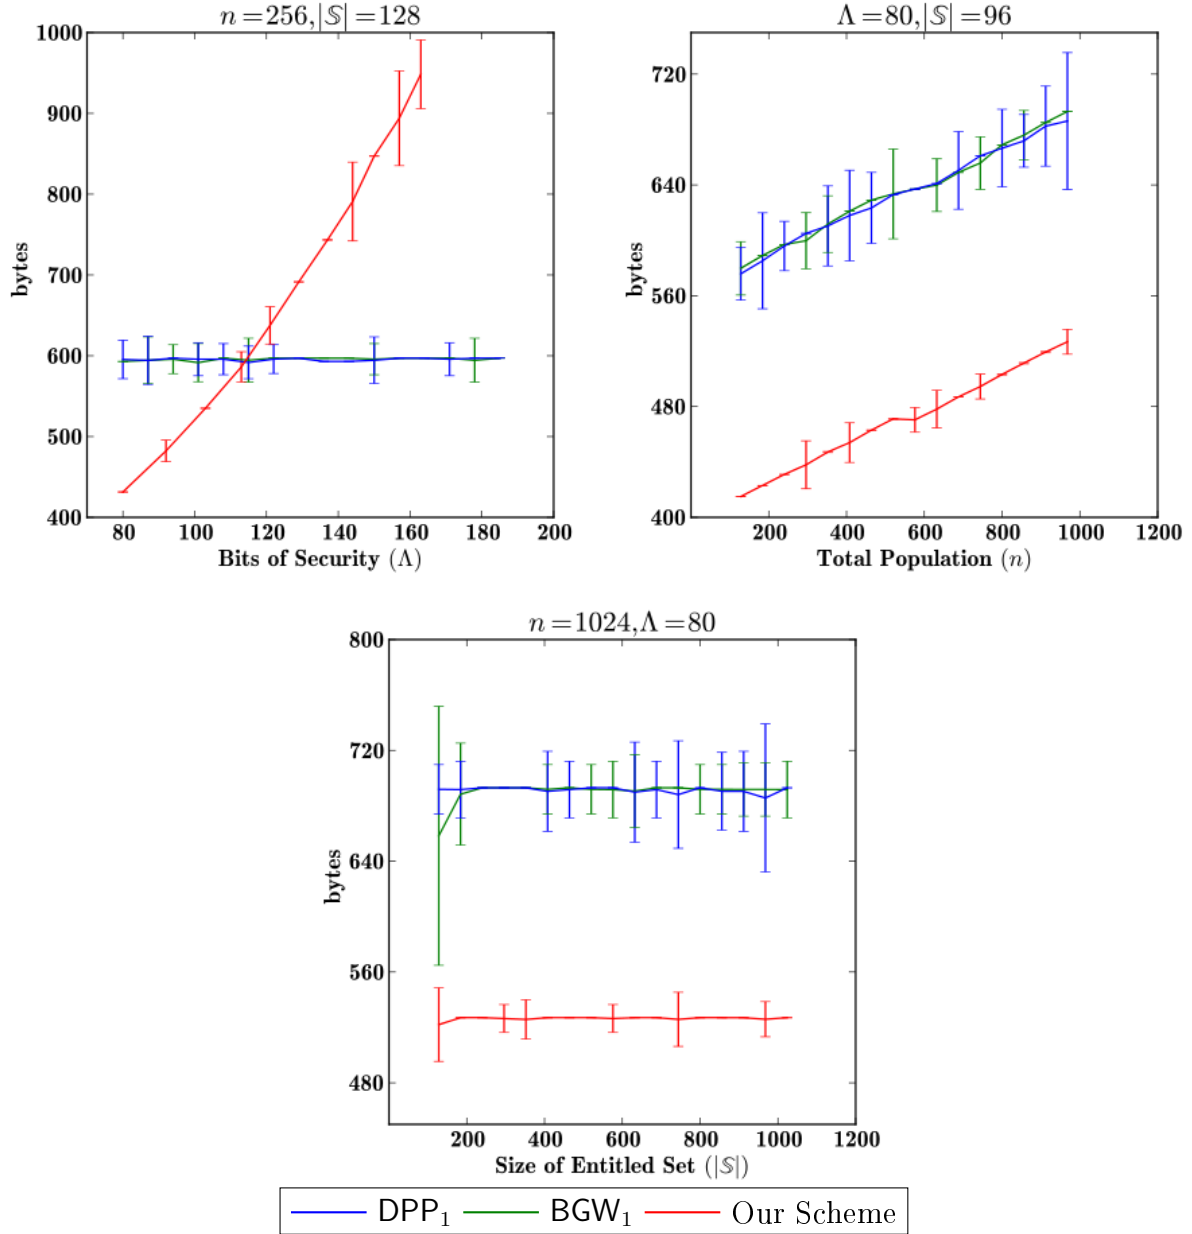 n = 256, |𝕊| = 128
1000
900
800
700
600
500
400
bytes
80 100 120 140 160 180 200
Bits of Security (Λ)
Λ = 80, |𝕊| = 96
720
640
560
480
400
bytes
200 400 600 800 1000 1200
Total Population (n)
n = 1024, Λ = 80
800
720
640
560
480
bytes
200 400 600 800 1000 1200
Size of Entitled Set (|𝕊|)
DPP₁ BGW₁ Our Scheme